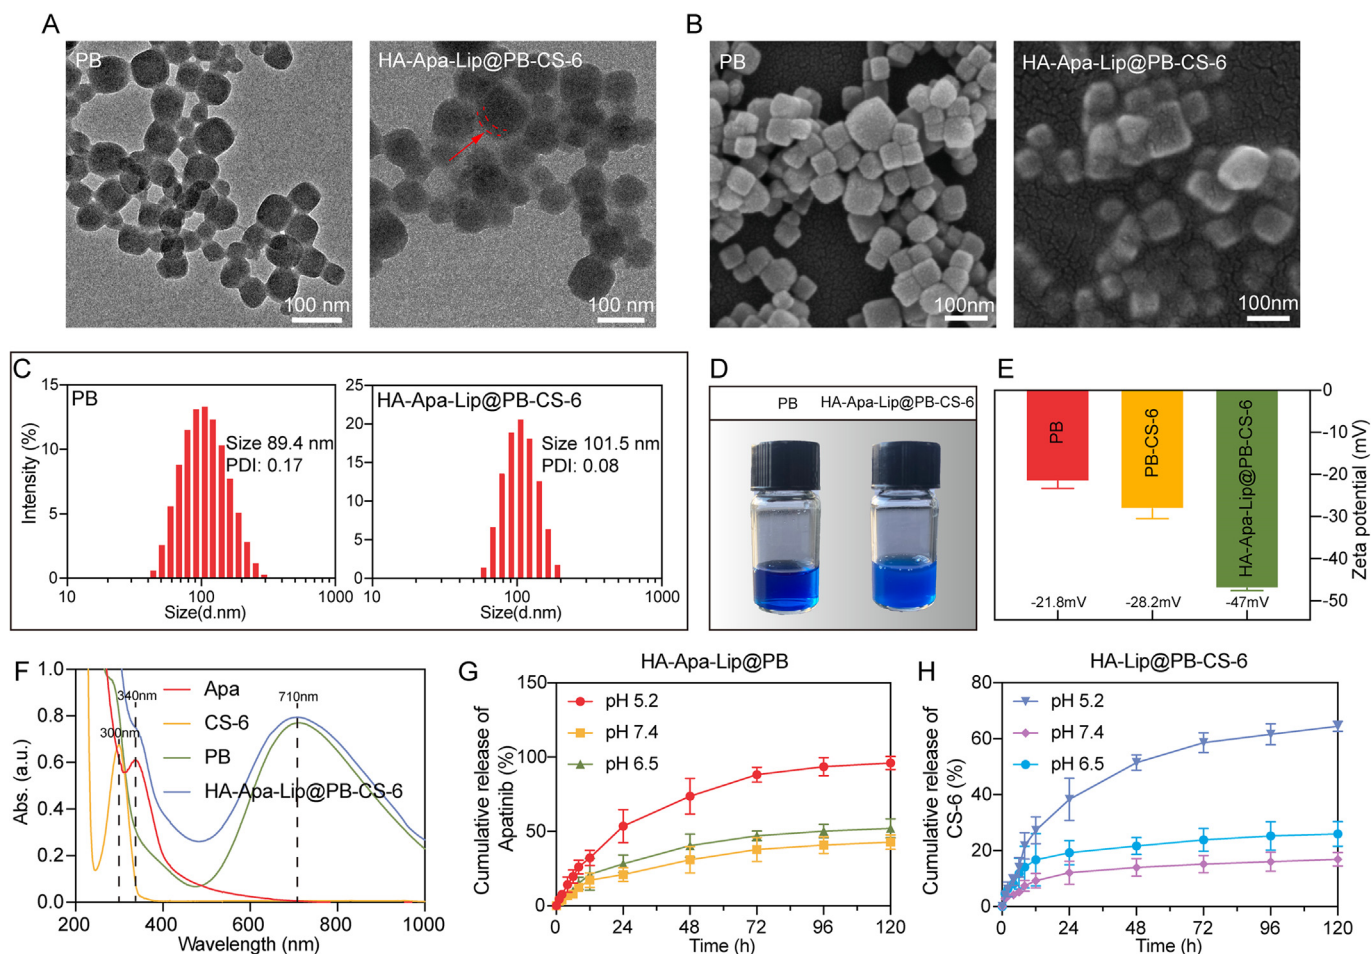 A
PB
100 nm
HA-Apa-Lip@PB-CS-6
100 nm
B
PB
100nm
HA-Apa-Lip@PB-CS-6
100nm
C
PB
Size 89.4 nm
PDI: 0.17
Intensity (%)
15
10
5
0
10
100
1000
Size(d.nm)
HA-Apa-Lip@PB-CS-6
Size 101.5 nm
PDI: 0.08
25
20
15
10
5
0
10
100
1000
Size(d.nm)
D
PB
HA-Apa-Lip@PB-CS-6
E
PB
PB-CS-6
HA-Apa-Lip@PB-CS-6
-21.8mV
-28.2mV
-47mV
0
-10
-20
-30
-40
-50
Zeta potential (mV)
F
Abs. (a.u.)
1.0
0.8
0.6
0.4
0.2
0.0
340nm
300nm
710nm
Apa
CS-6
PB
HA-Apa-Lip@PB-CS-6
200
400
600
800
1000
Wavelength (nm)
G
HA-Apa-Lip@PB
Cumulative release of
Apatinib (%)
150
100
50
0
pH 5.2
pH 7.4
pH 6.5
0
24
48
72
96
120
Time (h)
H
HA-Lip@PB-CS-6
Cumulative release of
CS-6 (%)
80
60
40
20
0
pH 5.2
pH 7.4
pH 6.5
0
24
48
72
96
120
Time (h)